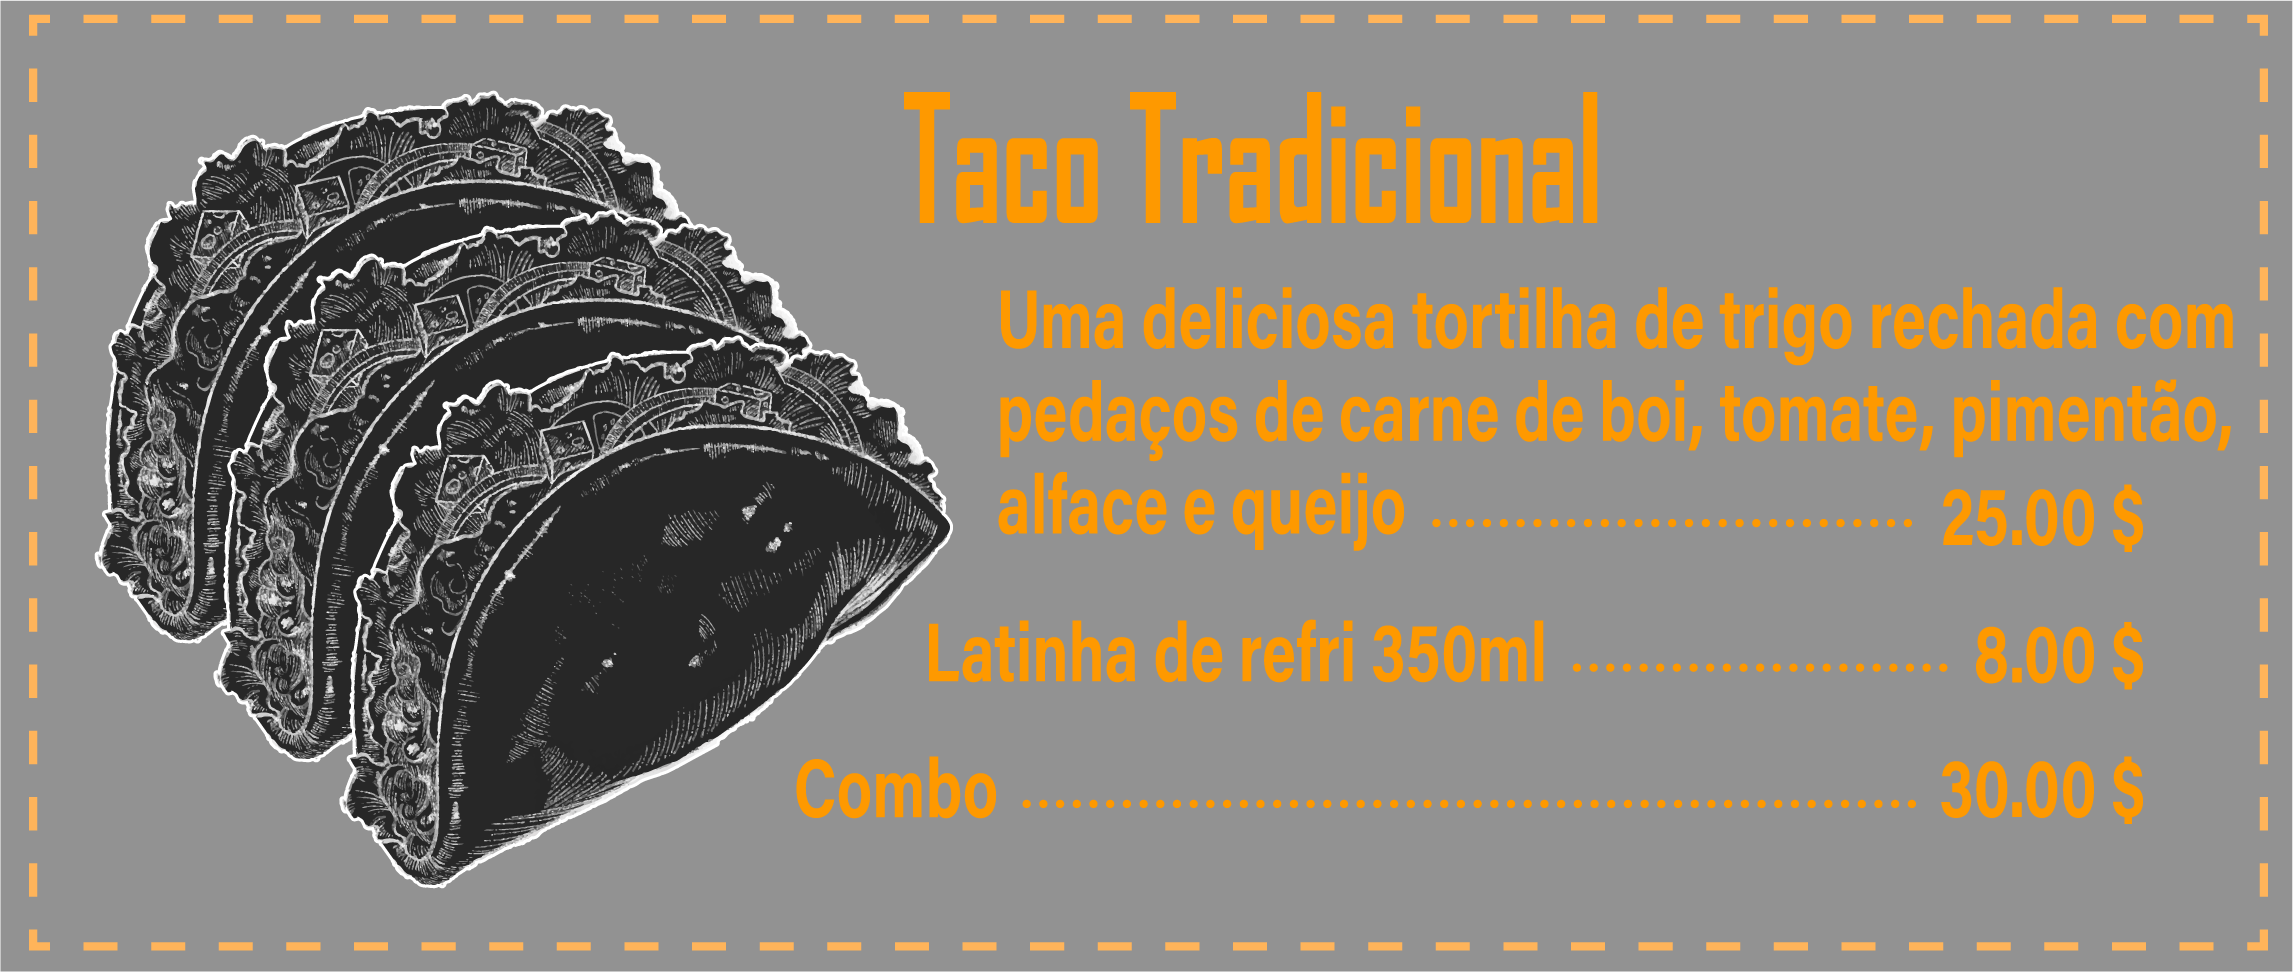 Taco Tradicional
Uma deliciosa tortilha de trigo rechada com
pedaços de carne de boi, tomate, pimentão,
alface e queijo .............................. 25.00 $
Latinha de refri 350ml ....................... 8.00 $
Combo ...................................................... 30.00 $